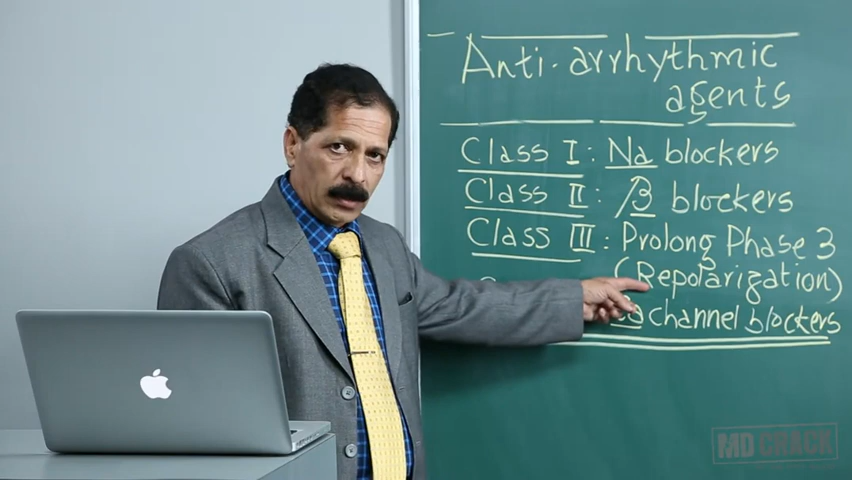 Anti-arrhythmic
agents
Class I : Na blockers
Class II : β blockers
Class III : Prolong Phase 3
(Repolarization)
channel blockers
MD CRACK